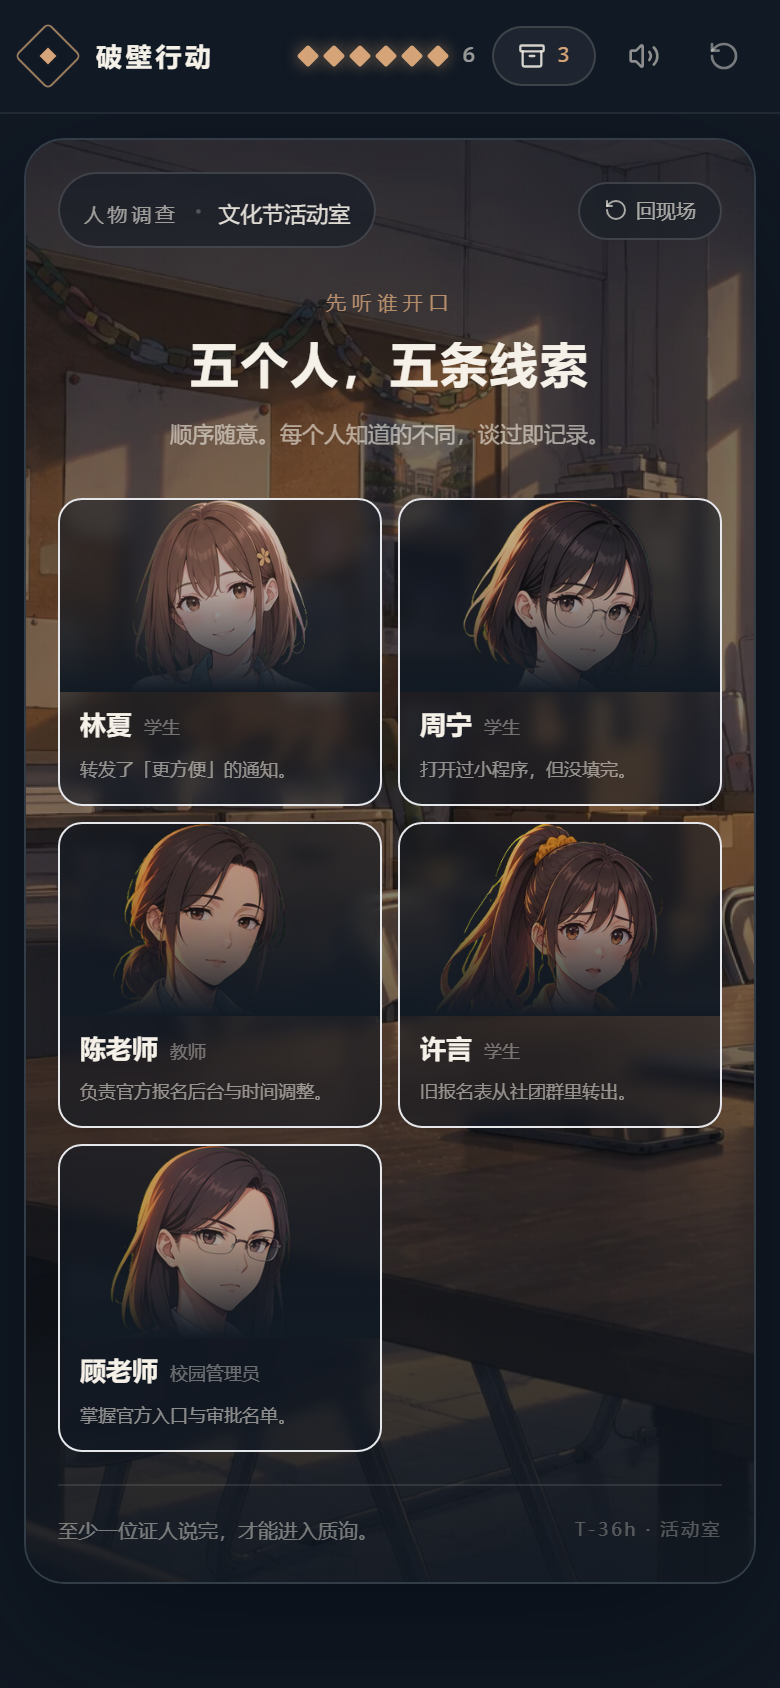 破壁行动
6
3
人物调查 · 文化节活动室
回现场
先听谁开口
五个人，五条线索
顺序随意。每个人知道的不同，谈过即记录。
林夏 学生
转发了「更方便」的通知。
周宁 学生
打开过小程序，但没填完。
陈老师 教师
负责官方报名后台与时间调整。
许言 学生
旧报名表从社团群里转出。
顾老师 校园管理员
掌握官方入口与审批名单。
至少一位证人说完，才能进入质询。
T-36h · 活动室